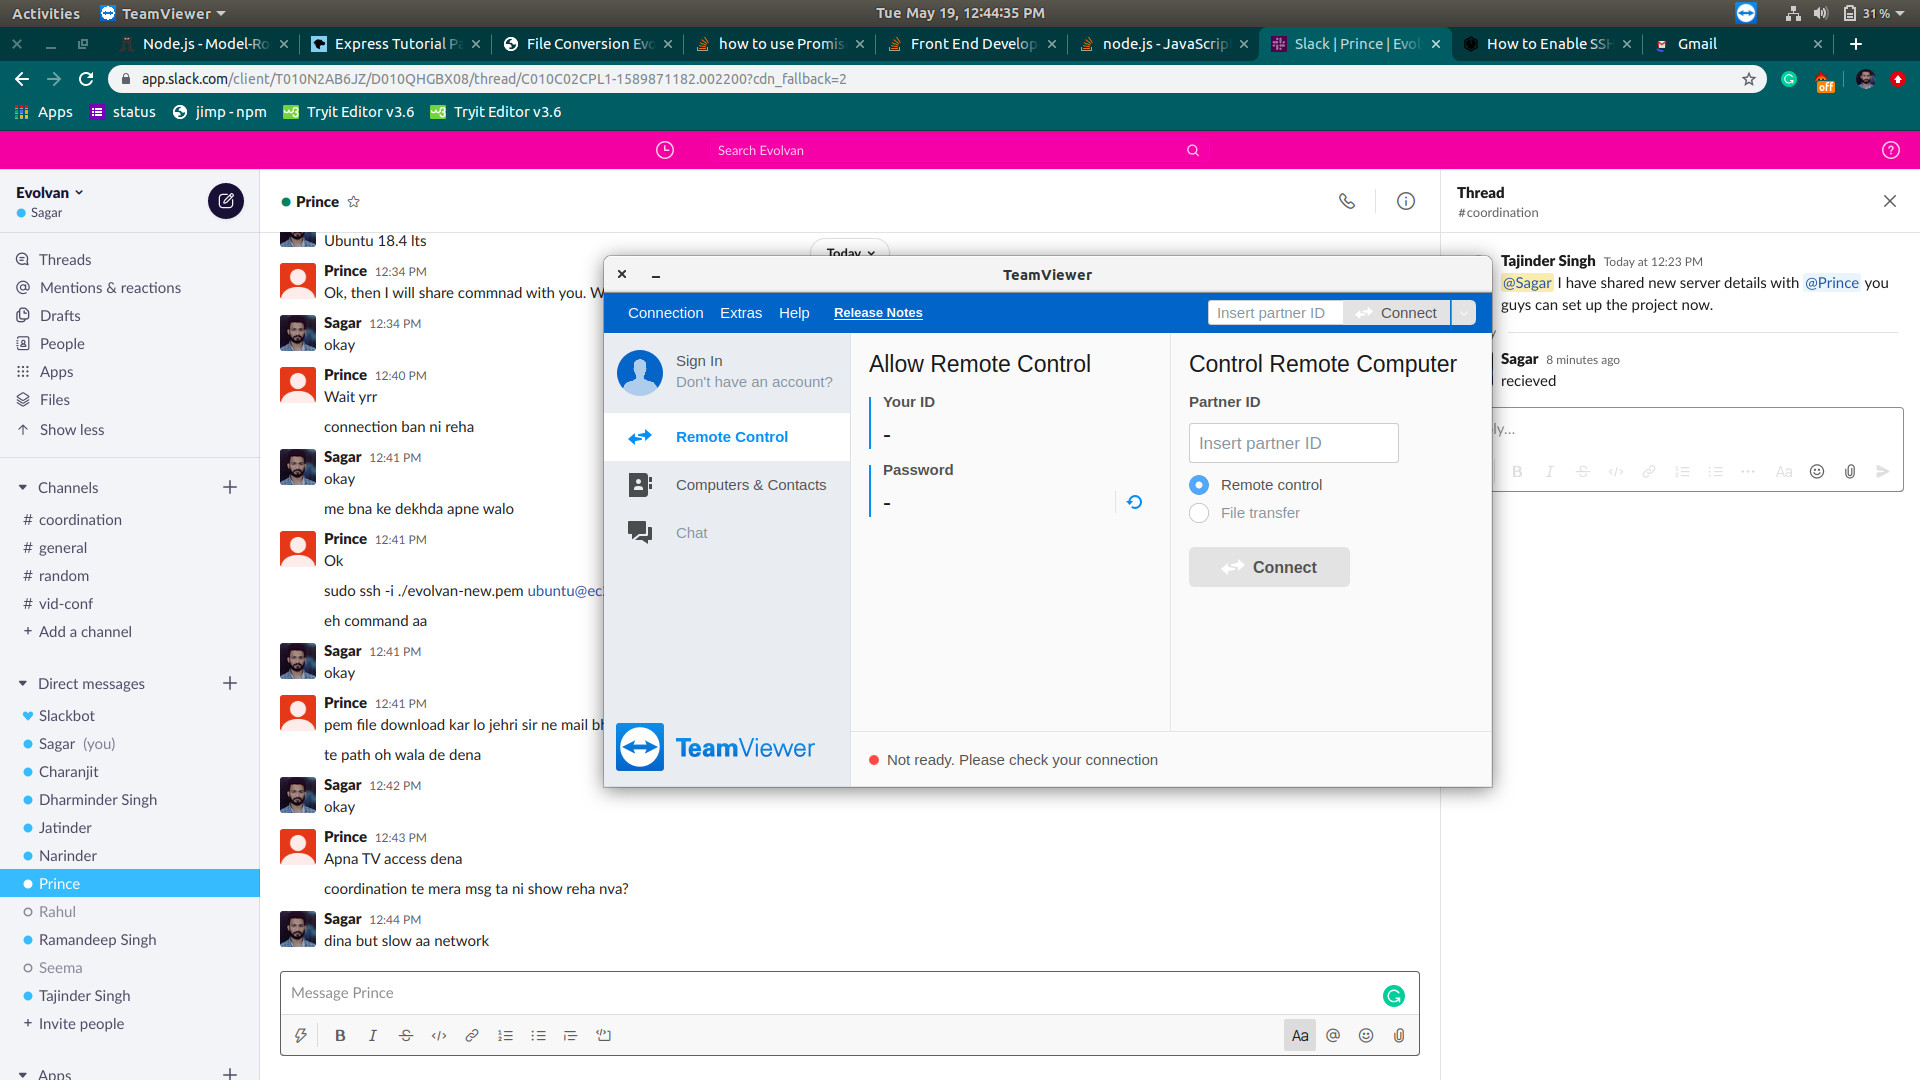 Activities TeamViewer Tue May 19, 12:44:35 PM 31 %
Node.js - Model-Ro Express Tutorial Pa File Conversion Evo how to use Promis Front End Develop node.js - JavaScrip Slack | Prince | Evol How to Enable SSH Gmail
app.slack.com/client/T010N2AB6JZ/D010QHGBX08/thread/C010C02CPL1-1589871182.002200?cdn_fallback=2 off
Apps status jimp - npm Tryit Editor v3.6 Tryit Editor v3.6
Search Evolvan
Evolvan
Sagar
Threads
Mentions & reactions
Drafts
People
Apps
Files
Show less
Channels
# coordination
# general
# random
# vid-conf
+ Add a channel
Direct messages
Slackbot
Sagar (you)
Charanjit
Dharminder Singh
Jatinder
Narinder
Prince
Rahul
Ramandeep Singh
Seema
Tajinder Singh
+ Invite people
Apps
Prince
Today
Ubuntu 18.4 lts
Prince 12:34 PM
Ok, then I will share commnad with you. W
Sagar 12:34 PM
okay
Prince 12:40 PM
Wait yrr
connection ban ni reha
Sagar 12:41 PM
okay
me bna ke dekhda apne walo
Prince 12:41 PM
Ok
sudo ssh -i ./evolvan-new.pem ubuntu@ec
eh command aa
Sagar 12:41 PM
okay
Prince 12:41 PM
pem file download kar lo jehri sir ne mail bh
te path oh wala de dena
Sagar 12:42 PM
okay
Prince 12:43 PM
Apna TV access dena
coordination te mera msg ta ni show reha nva?
Sagar 12:44 PM
dina but slow aa network
Message Prince
Aa
TeamViewer
Connection Extras Help Release Notes Insert partner ID Connect
Sign In
Don't have an account?
Remote Control
Computers & Contacts
Chat
TeamViewer
Allow Remote Control
Your ID
-
Password
-
Control Remote Computer
Partner ID
Insert partner ID
Remote control
File transfer
Connect
Not ready. Please check your connection
Thread
#coordination
Tajinder Singh Today at 12:23 PM
@Sagar I have shared new server details with @Prince you
guys can set up the project now.
Sagar 8 minutes ago
recieved
ly...
Aa